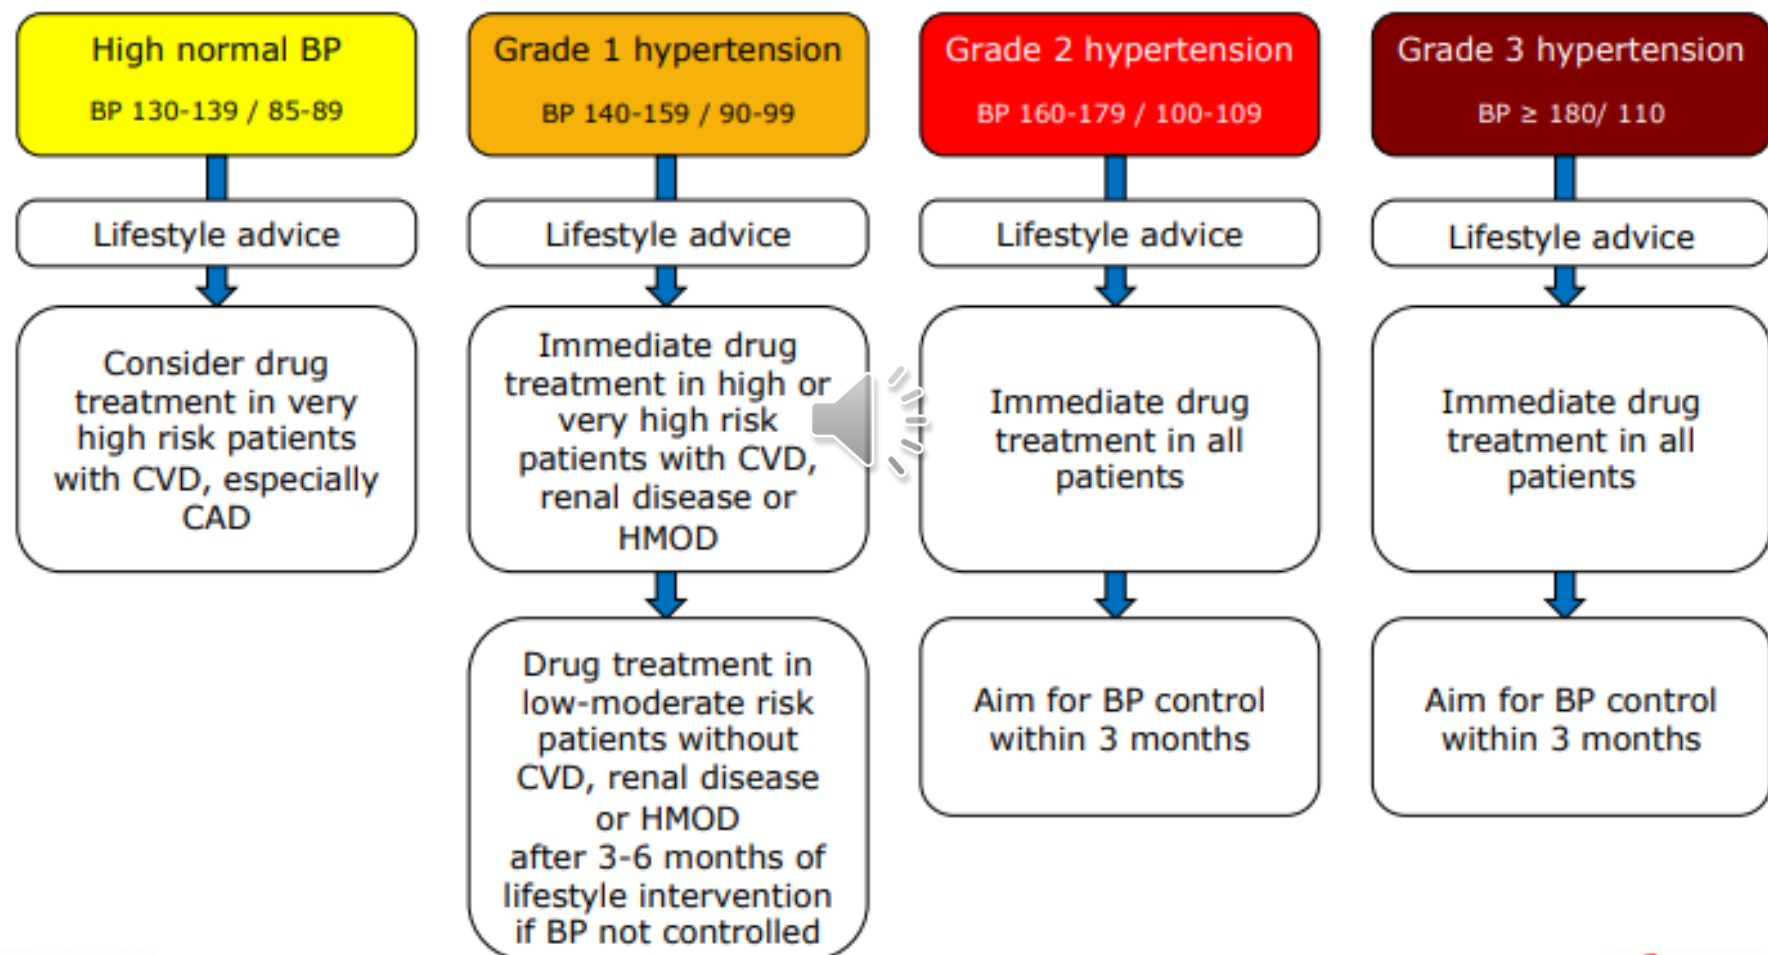 High normal BP
BP 130-139 / 85-89
Lifestyle advice
Consider drug
treatment in very
high risk patients
with CVD, especially
CAD
Grade 1 hypertension
BP 140-159 / 90-99
Lifestyle advice
Immediate drug
treatment in high or
very high risk
patients with CVD,
renal disease or
HMOD
Drug treatment in
low-moderate risk
patients without
CVD, renal disease
or HMOD
after 3-6 months of
lifestyle intervention
if BP not controlled
Grade 2 hypertension
BP 160-179 / 100-109
Lifestyle advice
Immediate drug
treatment in all
patients
Aim for BP control
within 3 months
Grade 3 hypertension
BP ≥ 180/ 110
Lifestyle advice
Immediate drug
treatment in all
patients
Aim for BP control
within 3 months